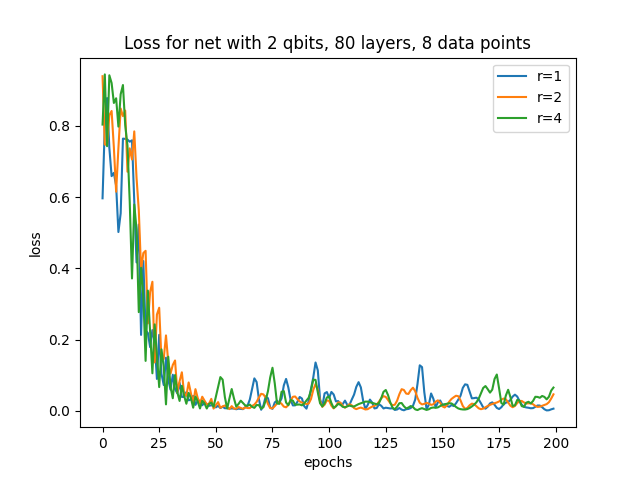 Loss for net with 2 qbits, 80 layers, 8 data points
r=1
r=2
r=4
loss
0.8
0.6
0.4
0.2
0.0
0 25 50 75 100 125 150 175 200
epochs